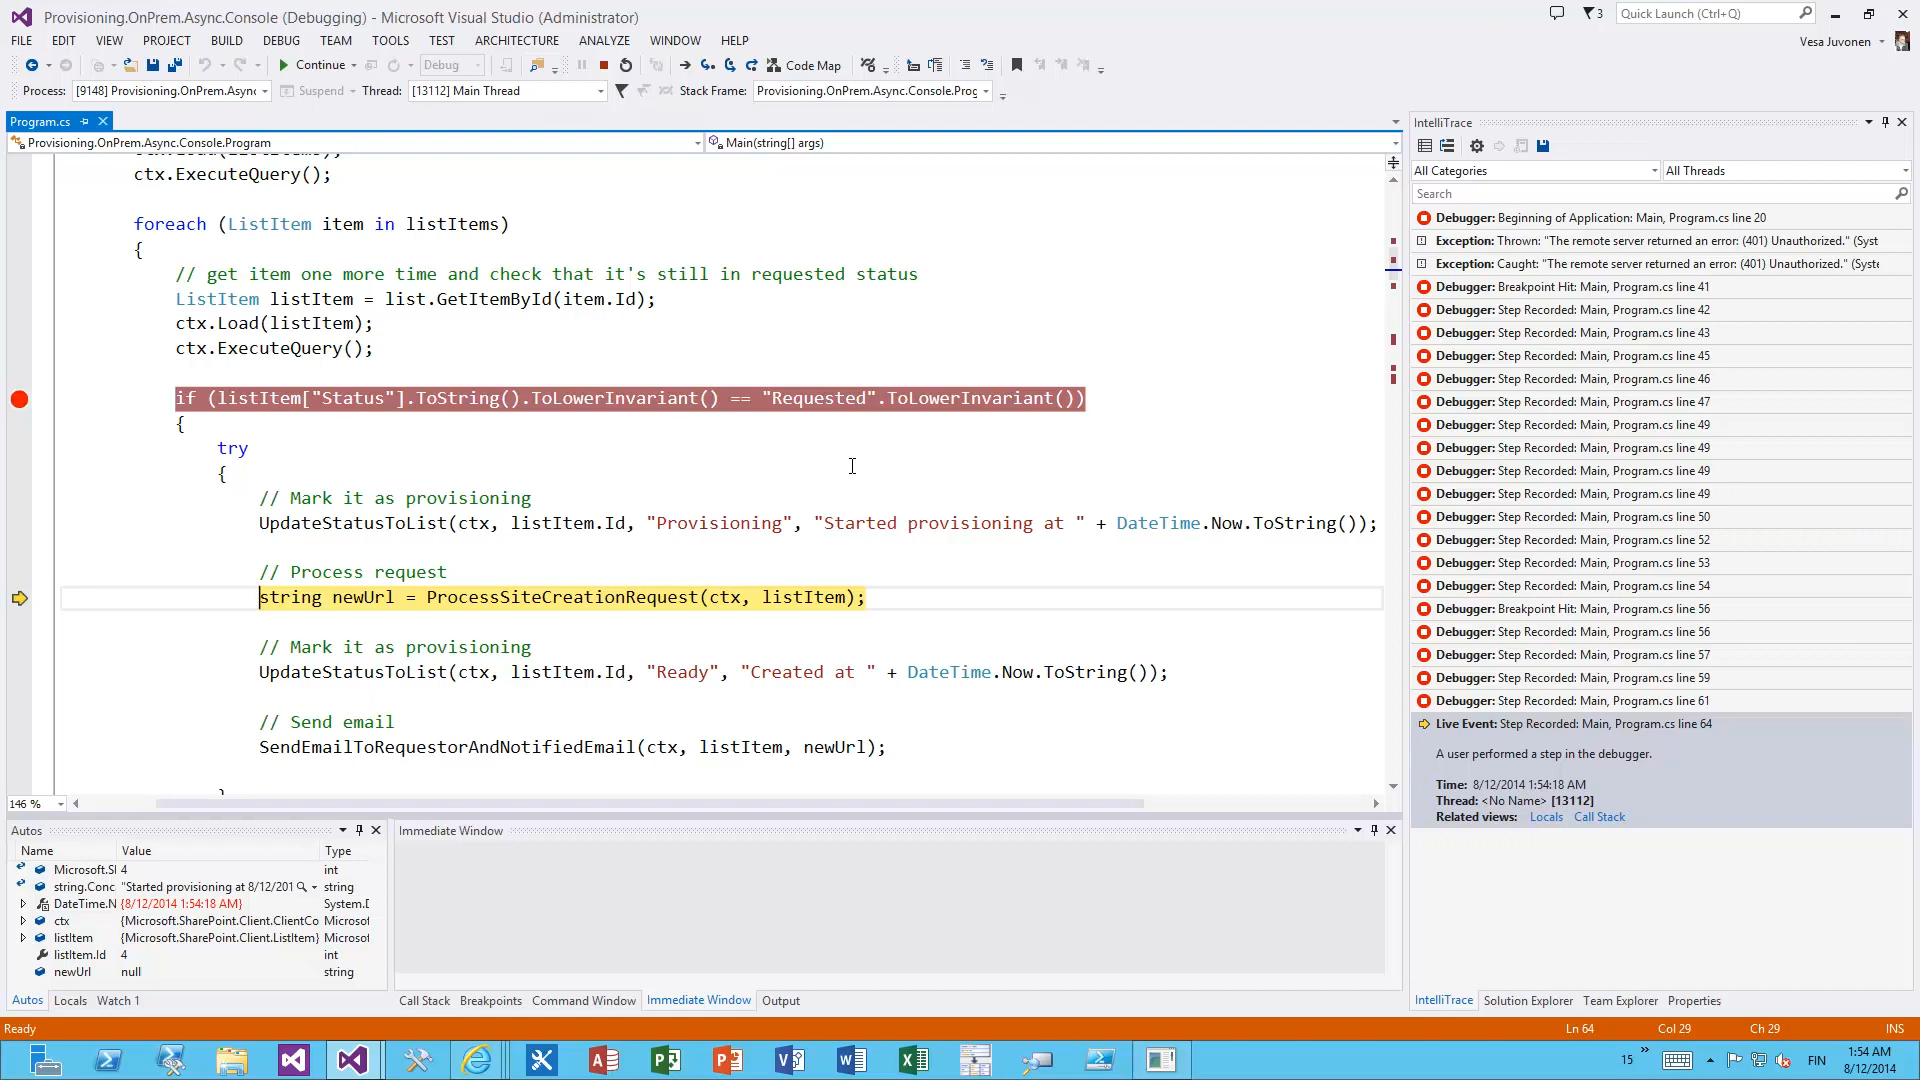 Provisioning.OnPrem.Async.Console (Debugging) - Microsoft Visual Studio (Administrator)
3
Quick Launch (Ctrl+Q)
FILE EDIT VIEW PROJECT BUILD DEBUG TEAM TOOLS TEST ARCHITECTURE ANALYZE WINDOW HELP
Vesa Juvonen
Continue Debug Code Map
Process: [9148] Provisioning.OnPrem.Async Suspend Thread: [13112] Main Thread Stack Frame: Provisioning.OnPrem.Async.Console.Prog
Program.cs
Provisioning.OnPrem.Async.Console.Program
Main(string[] args)
ctx.ExecuteQuery();
foreach (ListItem item in listItems)
{
// get item one more time and check that it's still in requested status
ListItem listItem = list.GetItemById(item.Id);
ctx.Load(listItem);
ctx.ExecuteQuery();
if (listItem["Status"].ToString().ToLowerInvariant() == "Requested".ToLowerInvariant())
{
try
{
// Mark it as provisioning
UpdateStatusToList(ctx, listItem.Id, "Provisioning", "Started provisioning at " + DateTime.Now.ToString());
// Process request
string newUrl = ProcessSiteCreationRequest(ctx, listItem);
// Mark it as provisioning
UpdateStatusToList(ctx, listItem.Id, "Ready", "Created at " + DateTime.Now.ToString());
// Send email
SendEmailToRequestorAndNotifiedEmail(ctx, listItem, newUrl);
146 %
IntelliTrace
All Categories All Threads
Search
Debugger: Beginning of Application: Main, Program.cs line 20
Exception: Thrown: "The remote server returned an error: (401) Unauthorized." (Syst
Exception: Caught: "The remote server returned an error: (401) Unauthorized." (Syste
Debugger: Breakpoint Hit: Main, Program.cs line 41
Debugger: Step Recorded: Main, Program.cs line 42
Debugger: Step Recorded: Main, Program.cs line 43
Debugger: Step Recorded: Main, Program.cs line 45
Debugger: Step Recorded: Main, Program.cs line 46
Debugger: Step Recorded: Main, Program.cs line 47
Debugger: Step Recorded: Main, Program.cs line 49
Debugger: Step Recorded: Main, Program.cs line 49
Debugger: Step Recorded: Main, Program.cs line 49
Debugger: Step Recorded: Main, Program.cs line 49
Debugger: Step Recorded: Main, Program.cs line 50
Debugger: Step Recorded: Main, Program.cs line 52
Debugger: Step Recorded: Main, Program.cs line 53
Debugger: Step Recorded: Main, Program.cs line 54
Debugger: Breakpoint Hit: Main, Program.cs line 56
Debugger: Step Recorded: Main, Program.cs line 56
Debugger: Step Recorded: Main, Program.cs line 57
Debugger: Step Recorded: Main, Program.cs line 59
Debugger: Step Recorded: Main, Program.cs line 61
Live Event: Step Recorded: Main, Program.cs line 64
A user performed a step in the debugger.
Time: 8/12/2014 1:54:18 AM
Thread: <No Name> [13112]
Related views: Locals Call Stack
Autos
Name Value Type
Microsoft.Sl 4 int
string.Conc "Started provisioning at 8/12/201 string
DateTime.N {8/12/2014 1:54:18 AM} System.D
ctx {Microsoft.SharePoint.Client.ClientCo Microsof
listItem {Microsoft.SharePoint.Client.ListItem} Microsof
listItem.Id 4 int
newUrl null string
Autos Locals Watch 1
Immediate Window
Call Stack Breakpoints Command Window Immediate Window Output
IntelliTrace Solution Explorer Team Explorer Properties
Ready Ln 64 Col 29 Ch 29 INS
15 FIN 1:54 AM
8/12/2014